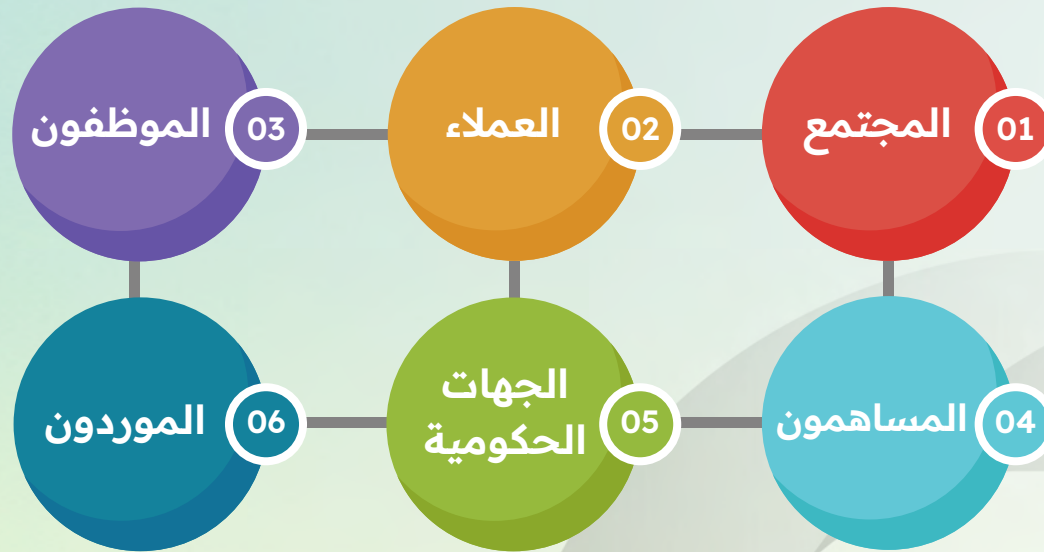 01
المجتمع
02
العملاء
03
الموظفون
04
المساهمون
05
الجهات
الحكومية
06
الموردون